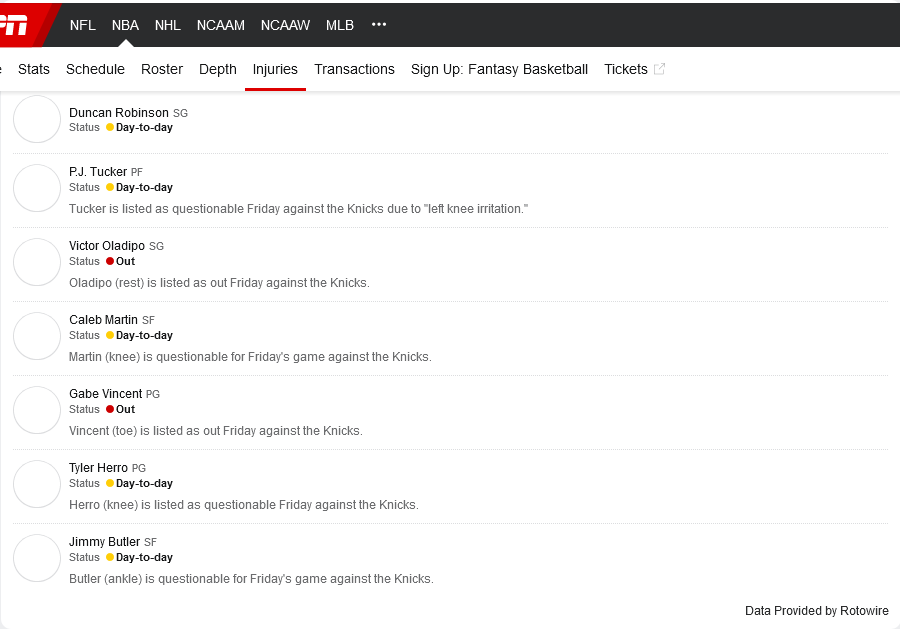 NFL NBA NHL NCAAM NCAAW MLB •••
Stats Schedule Roster Depth Injuries Transactions Sign Up: Fantasy Basketball Tickets
Duncan Robinson SG
Status Day-to-day
P.J. Tucker PF
Status Day-to-day
Tucker is listed as questionable Friday against the Knicks due to "left knee irritation."
Victor Oladipo SG
Status Out
Oladipo (rest) is listed as out Friday against the Knicks.
Caleb Martin SF
Status Day-to-day
Martin (knee) is questionable for Friday's game against the Knicks.
Gabe Vincent PG
Status Out
Vincent (toe) is listed as out Friday against the Knicks.
Tyler Herro PG
Status Day-to-day
Herro (knee) is listed as questionable Friday against the Knicks.
Jimmy Butler SF
Status Day-to-day
Butler (ankle) is questionable for Friday's game against the Knicks.
Data Provided by Rotowire